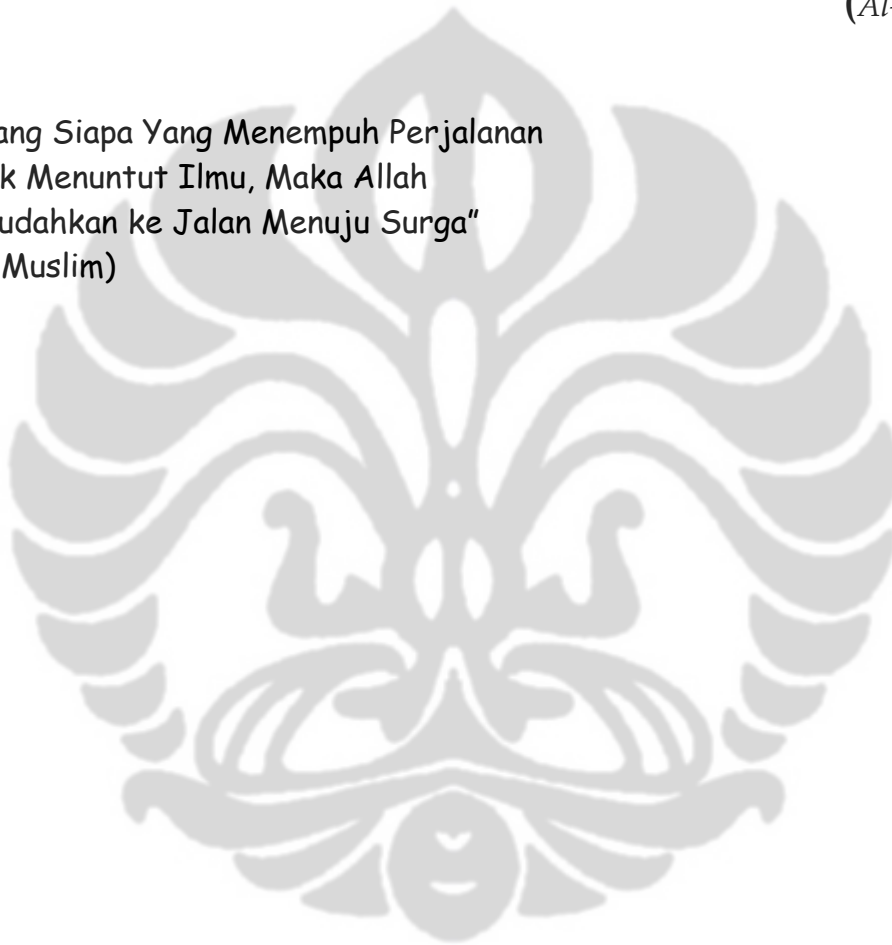 (Al-
ang Siapa Yang Menempuh Perjalanan
k Menuntut Ilmu, Maka Allah
udahkan ke Jalan Menuju Surga”
Muslim)